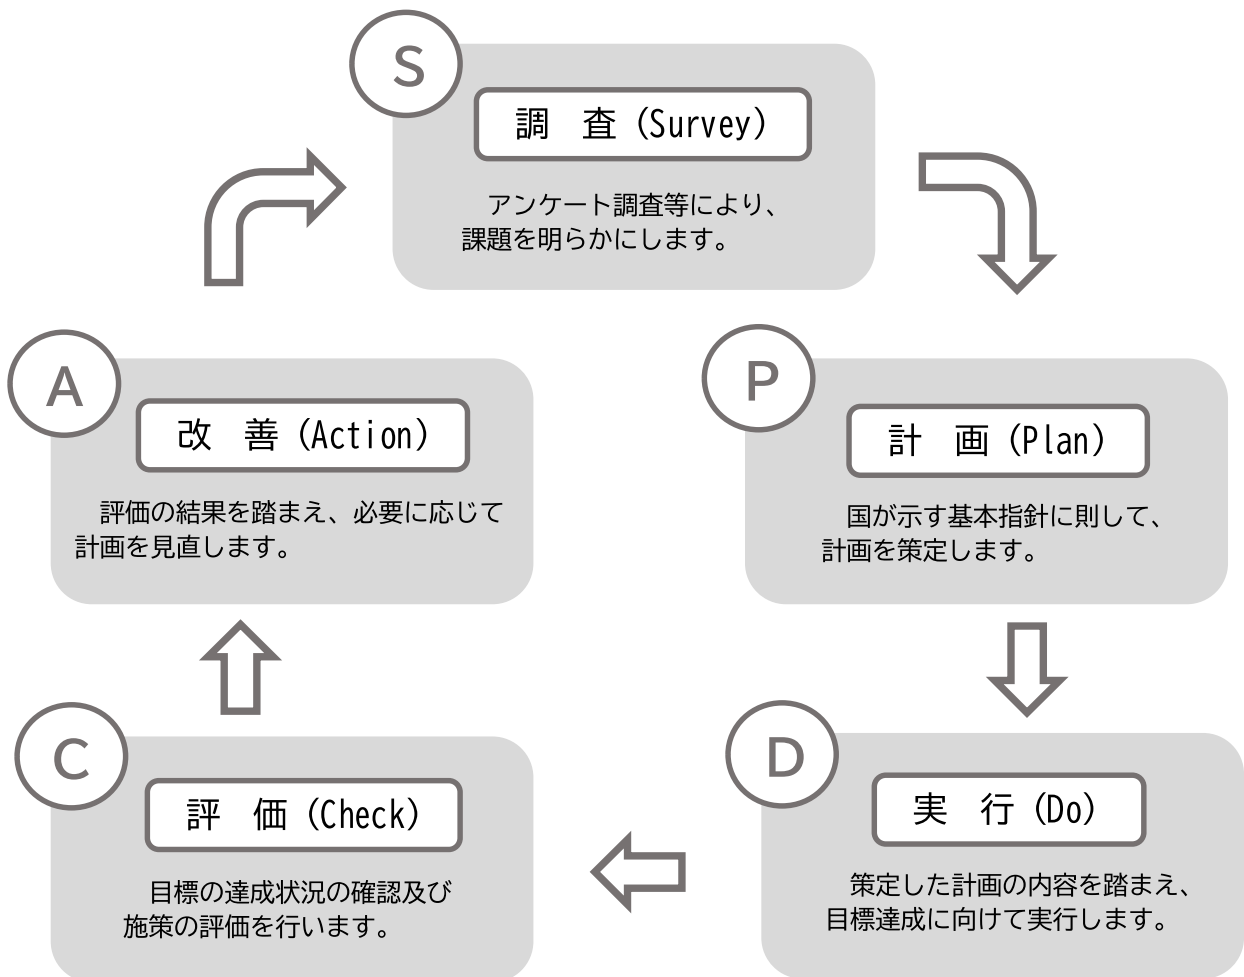 S
調　査（Survey）
　アンケート調査等により、
課題を明らかにします。
P
計　画（Plan）
　国が示す基本指針に則して、
計画を策定します。
D
実　行（Do）
　策定した計画の内容を踏まえ、
目標達成に向けて実行します。
C
評　価（Check）
　目標の達成状況の確認及び
施策の評価を行います。
A
改　善（Action）
　評価の結果を踏まえ、必要に応じて
計画を見直します。